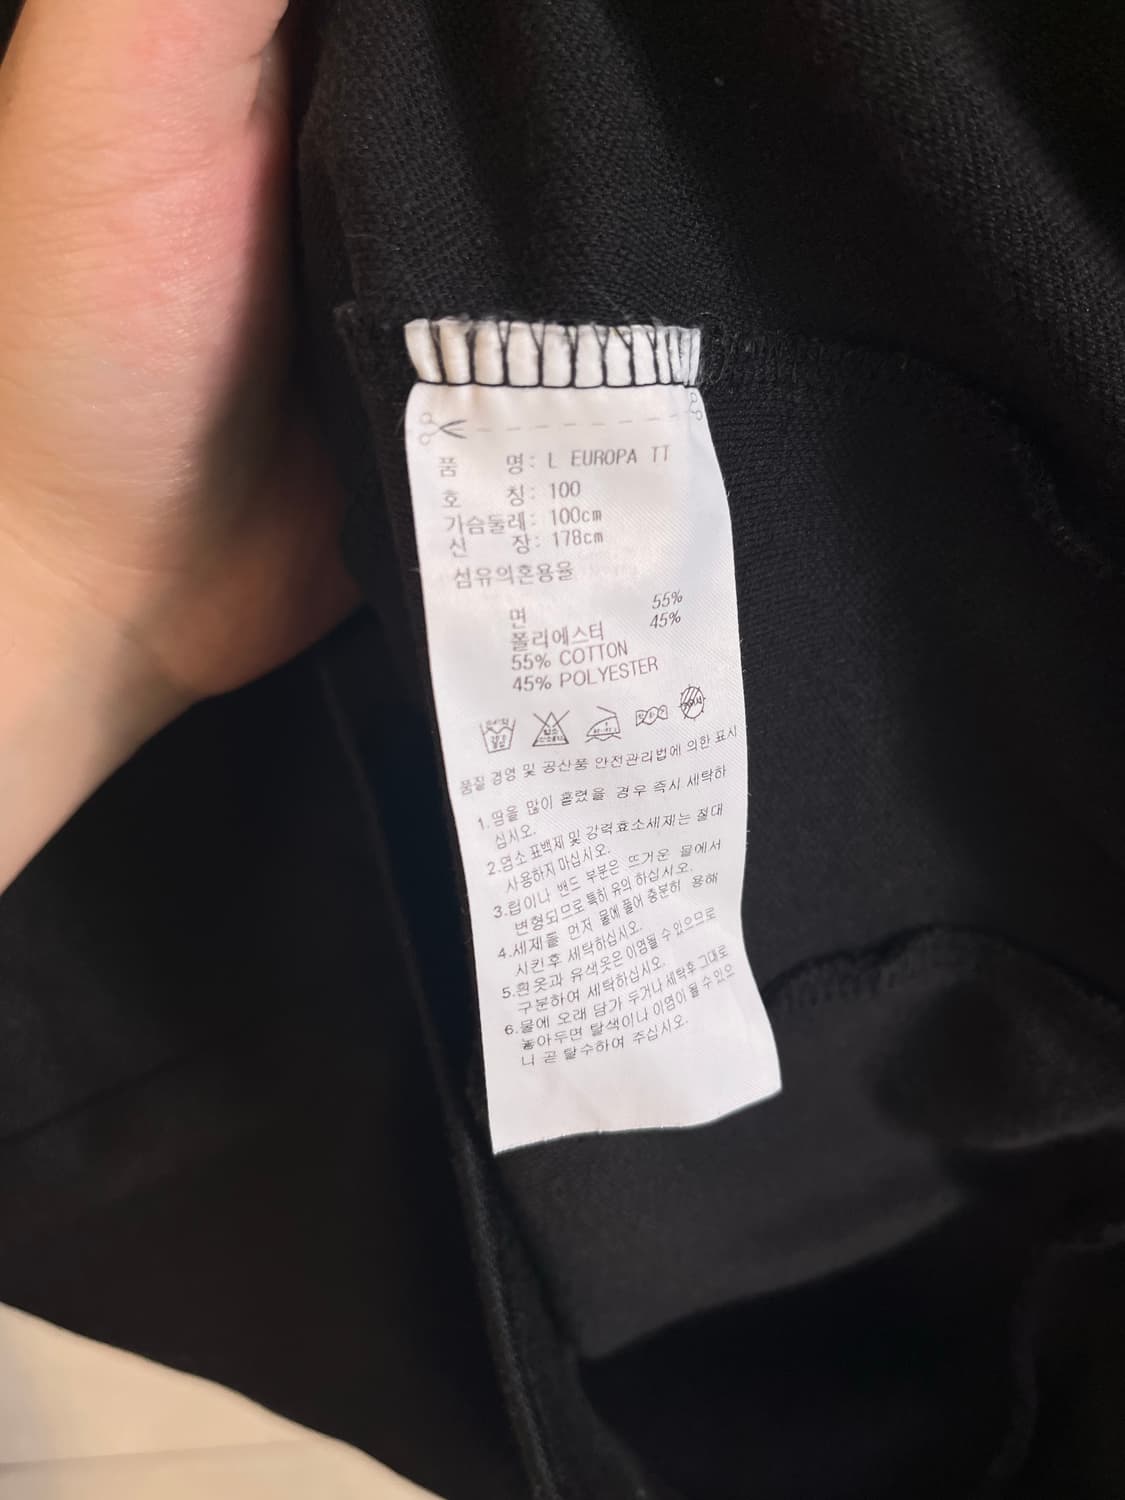 품 명: L EUROPA TT
호 칭: 100
가슴둘레: 100cm
신 장: 178cm
섬유의혼용율
면 55%
폴리에스터 45%
55% COTTON
45% POLYESTER
품질 경영 및 공산품 안전관리법에 의한 표시
1.땀을 많이 흘렸을 경우 즉시 세탁하
십시오.
2.염소 표백제 및 강력효소세제는 절대
사용하지 마십시오.
3.립이나 밴드 부분은 뜨거운 물에서
변형되므로 특히 유의 하십시오.
4.세제를 먼저 물에 풀어 충분히 용해
시킨후 세탁하십시오.
5.흰옷과 유색옷은 이염될 수 있으므로
구분하여 세탁하십시오.
6.물에 오래 담가 두거나 세탁후 그대로
놓아두면 탈색이나 이염이 될 수 있으
니 곧 탈수하여 주십시오.